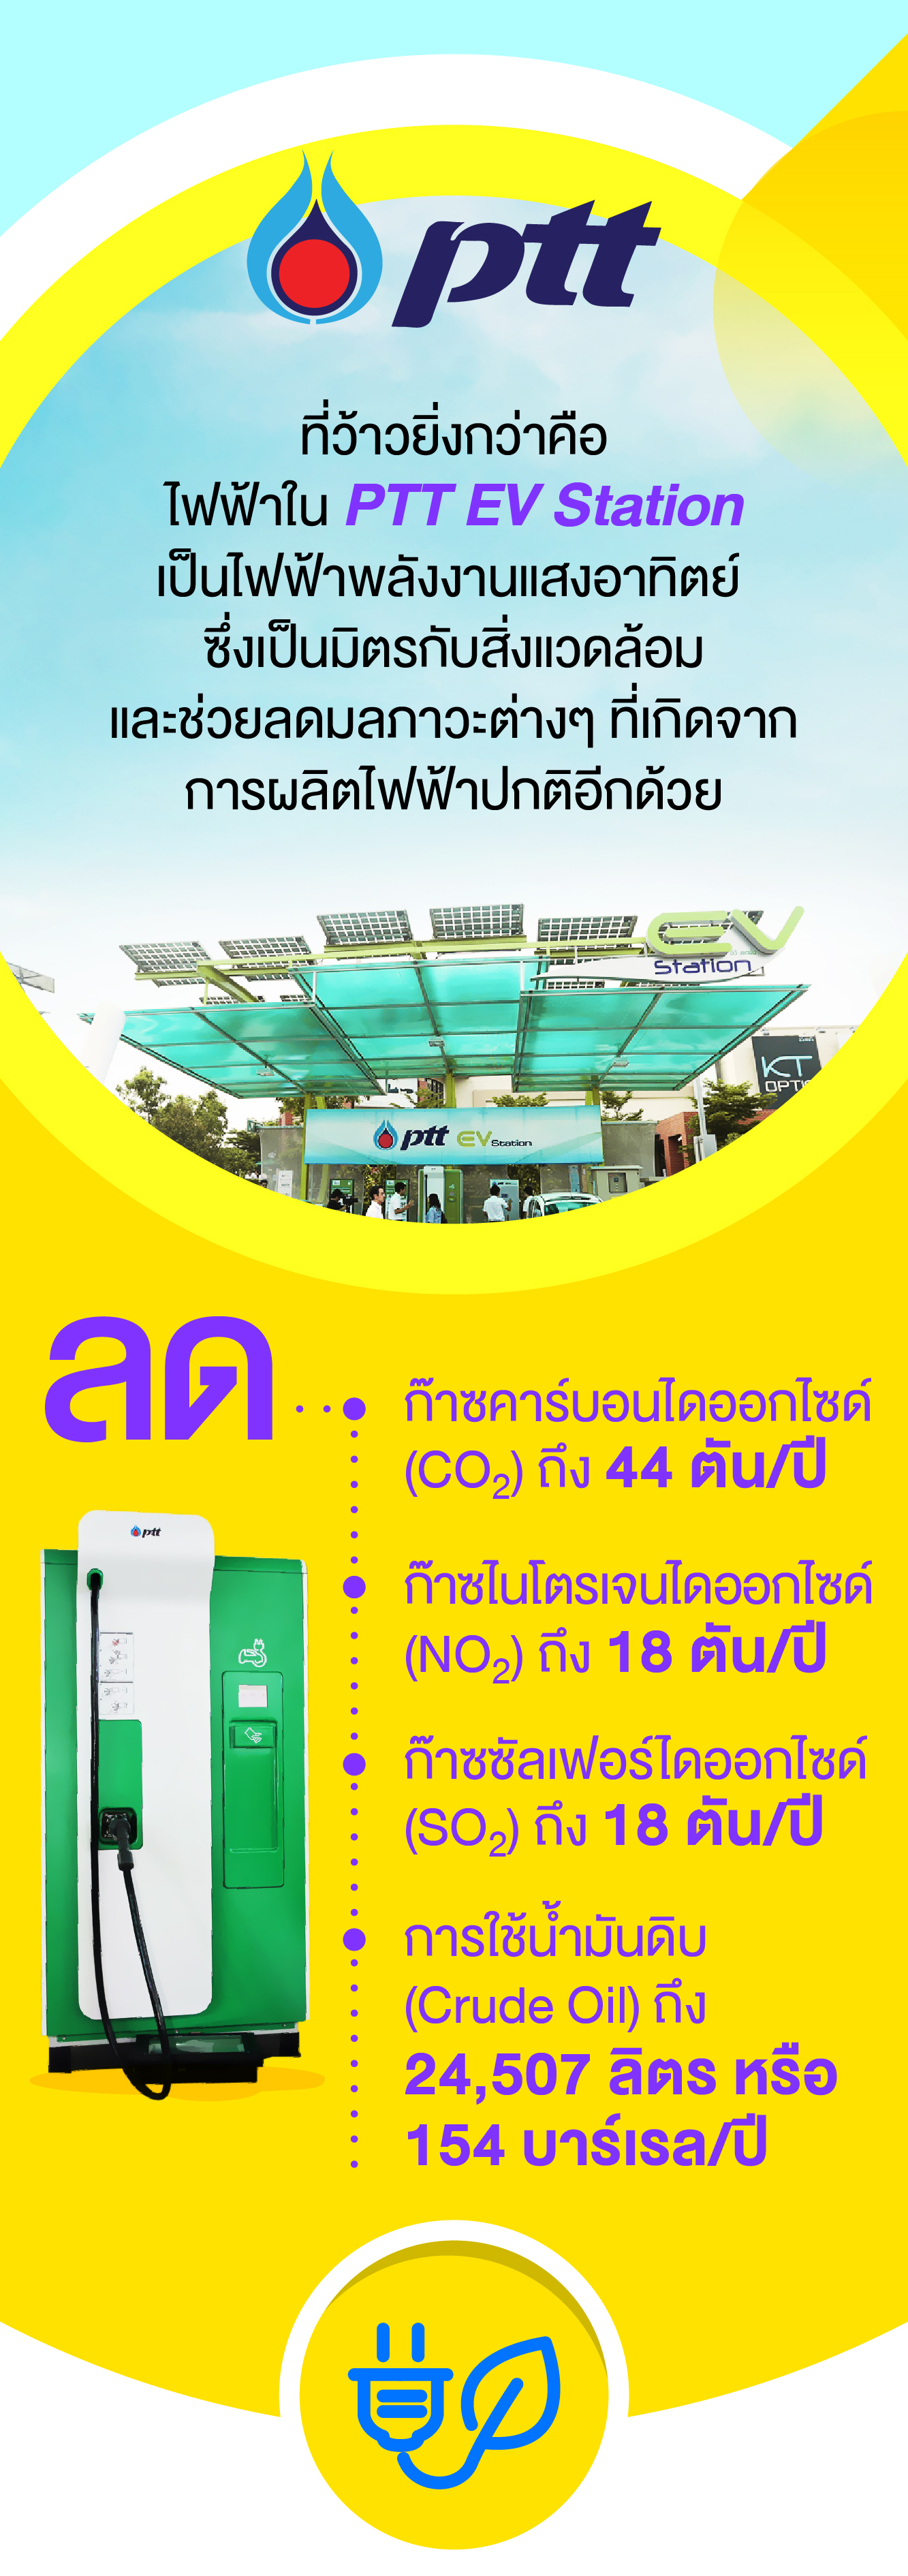 ptt
ที่ว้าวยิ่งกว่าคือ
ไฟฟ้าใน PTT EV Station
เป็นไฟฟ้าพลังงานแสงอาทิตย์
ซึ่งเป็นมิตรกับสิ่งแวดล้อม
และช่วยลดมลภาวะต่างๆ ที่เกิดจาก
การผลิตไฟฟ้าปกติอีกด้วย
EV
Station
KT
ptt EV Station
ลด
ก๊าซคาร์บอนไดออกไซด์
(CO₂) ถึง 44 ตัน/ปี
ptt
ก๊าซไนโตรเจนไดออกไซด์
(NO₂) ถึง 18 ตัน/ปี
ก๊าซซัลเฟอร์ไดออกไซด์
(SO₂) ถึง 18 ตัน/ปี
การใช้น้ำมันดิบ
(Crude Oil) ถึง
24,507 ลิตร หรือ
154 บาร์เรล/ปี